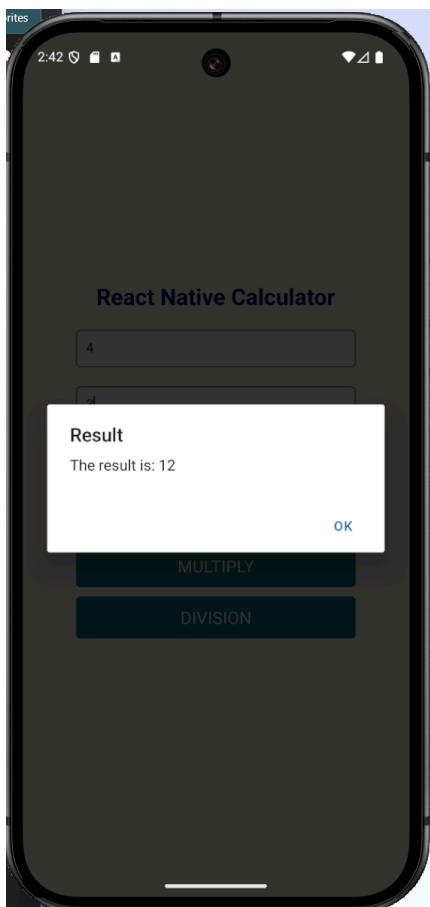 rites
2:42
React Native Calculator
4
Result
The result is: 12
OK
MULTIPLY
DIVISION